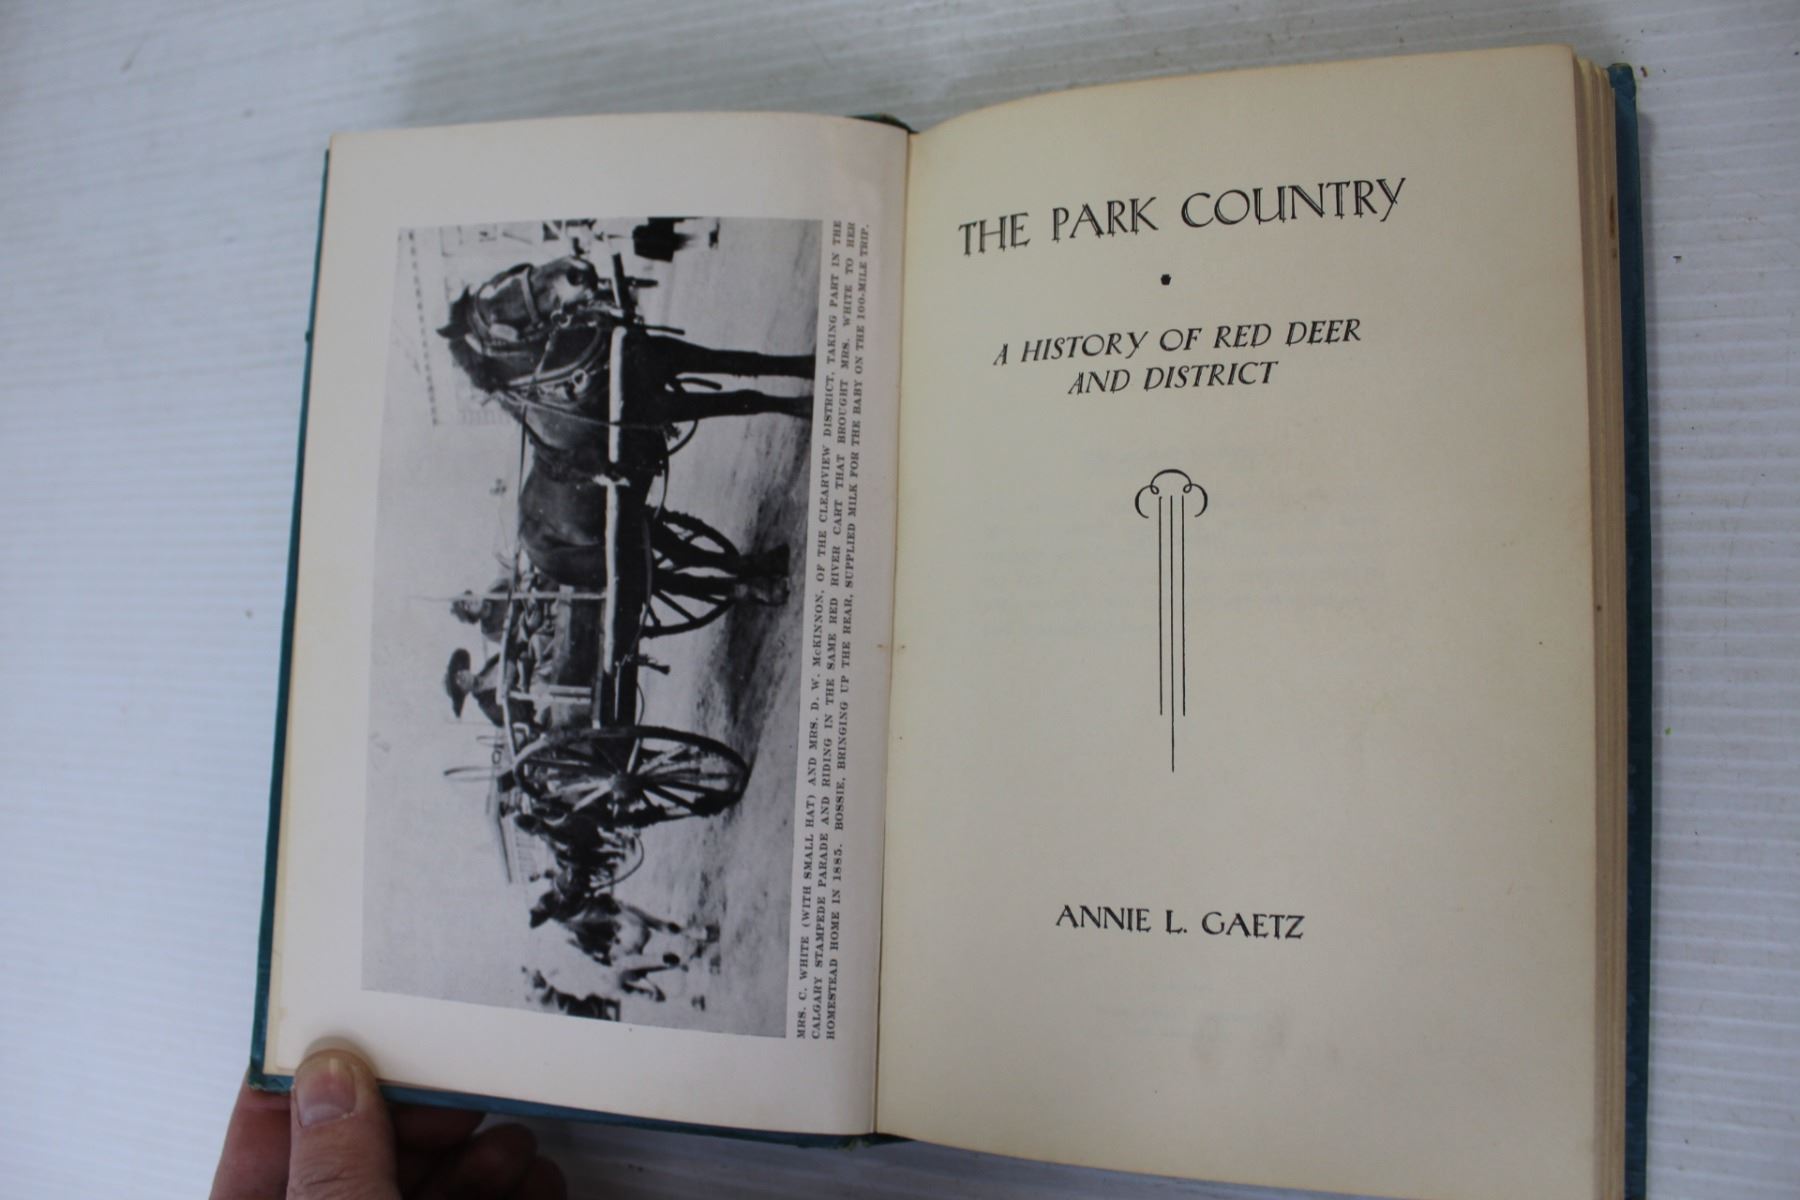 MRS. C. WHITE (WITH SMALL HAT) AND MRS. D. W. McKINNON, OF THE CLEARVIEW DISTRICT, TAKING PART IN THE
CALGARY STAMPEDE PARADE AND RIDING IN THE SAME RED RIVER CART THAT BROUGHT MRS. WHITE TO HER
HOMESTEAD HOME IN 1885. BOSSIE, BRINGING UP THE REAR, SUPPLIED MILK FOR THE BABY ON THE 100-MILE TRIP.
THE PARK COUNTRY
A HISTORY OF RED DEER
AND DISTRICT
ANNIE L. GAETZ